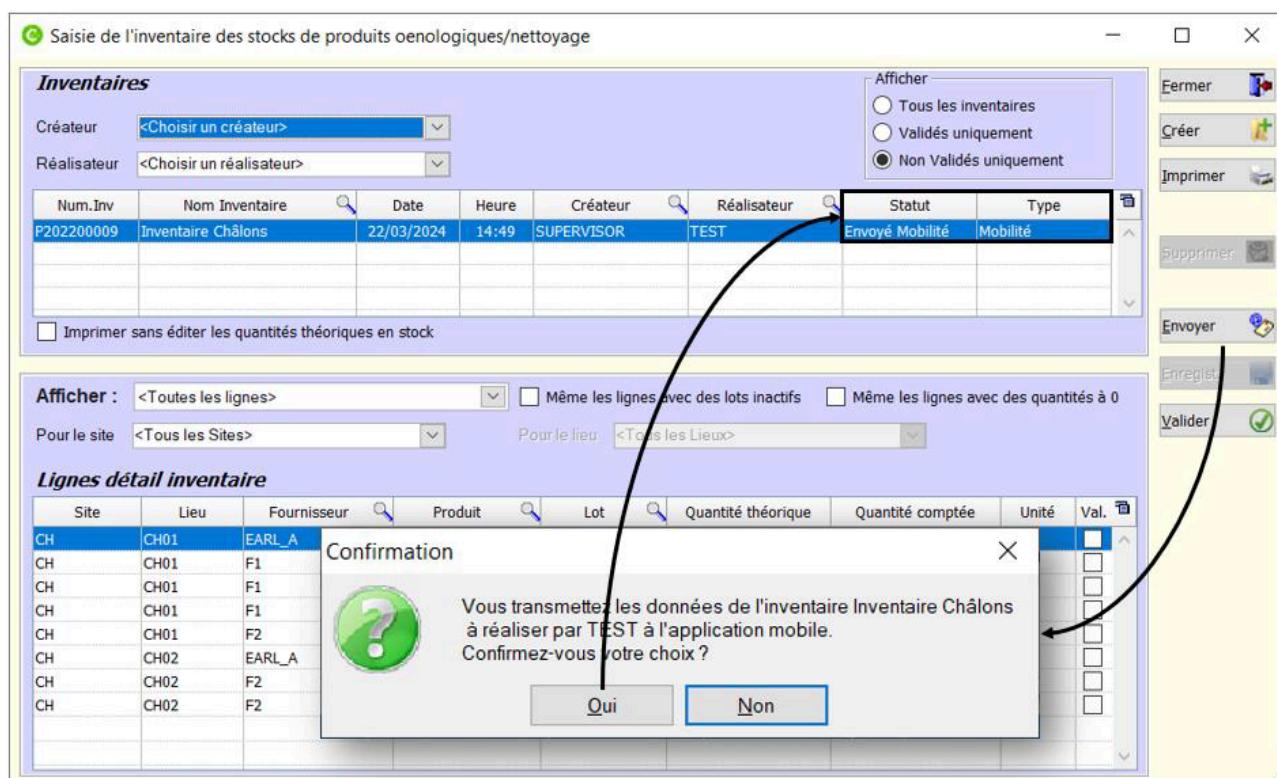 Saisie de l'inventaire des stocks de produits oenologiques/nettoyage
Inventaires
Afficher
Tous les inventaires
Validés uniquement
Non Validés uniquement
Créateur <Choisir un créateur>
Réalisateur <Choisir un réalisateur>
Num.Inv Nom Inventaire Date Heure Créateur Réalisateur Statut Type
P202200009 Inventaire Châlons 22/03/2024 14:49 SUPERVISOR TEST Envoyé Mobilité Mobilité
Imprimer sans éditer les quantités théoriques en stock
Fermer
Créer
Imprimer
Supprimer
Envoyer
Valider
Afficher : <Toutes les lignes> Même les lignes avec des lots inactifs Même les lignes avec des quantités à 0
Pour le site <Tous les Sites> Pour le lieu <Tous les Lieux>
Lignes détail inventaire
Site Lieu Fournisseur Produit Lot Quantité théorique Quantité comptée Unité Val.
CH CH01 EARL_A
CH CH01 F1
CH CH01 F1
CH CH01 F1
CH CH01 F2
CH CH02 EARL_A
CH CH02 F2
CH CH02 F2
Confirmation
Vous transmettez les données de l'inventaire Inventaire Châlons
à réaliser par TEST à l'application mobile.
Confirmez-vous votre choix ?
Oui Non